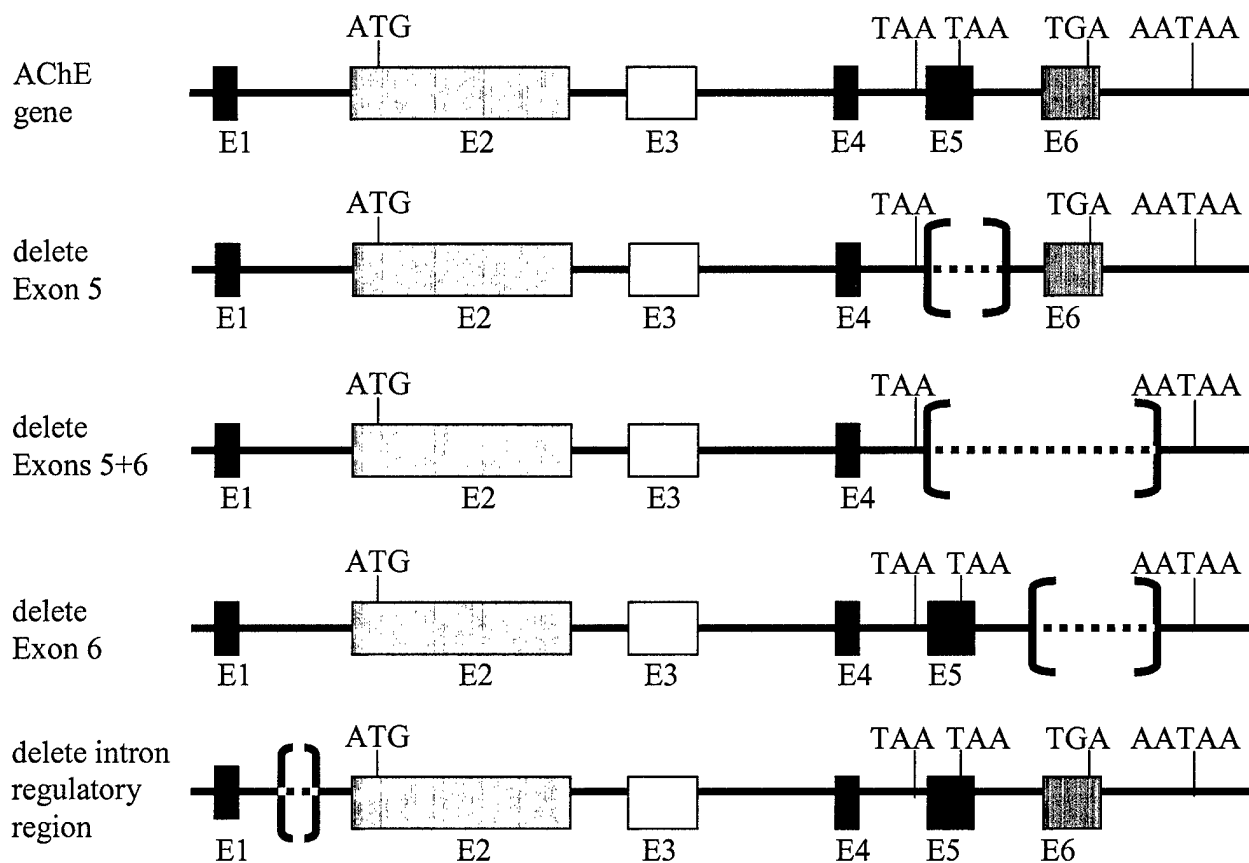 ATG TAA TAA TGA AATAA
AChE
gene
E1 E2 E3 E4 E5 E6
ATG TAA TGA AATAA
delete
Exon 5
E1 E2 E3 E4 E6
ATG TAA AATAA
delete
Exons 5+6
E1 E2 E3 E4
ATG TAA TAA AATAA
delete
Exon 6
E1 E2 E3 E4 E5
ATG TAA TAA TGA AATAA
delete intron
regulatory
region
E1 E2 E3 E4 E5 E6